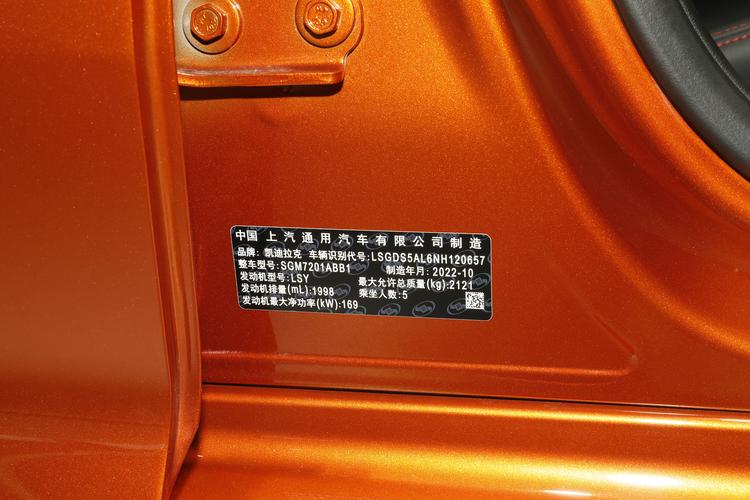 中国 上汽通用汽车有限公司制造
品牌: 凯迪拉克 车辆识别代号: LSGDS5AL6NH120657
整车型号: SGM7201ABB1 制造年月: 2022-10
发动机型号: LSY 最大允许总质量(kg): 2121
发动机排量(mL): 1998 乘坐人数: 5
发动机最大净功率(kW): 169